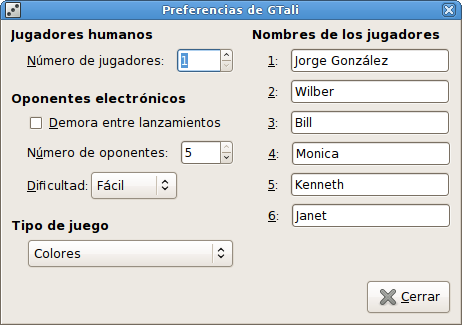 Preferencias de GTali
Jugadores humanos
Número de jugadores: 1
Oponentes electrónicos
Demora entre lanzamientos
Número de oponentes: 5
Dificultad: Fácil
Tipo de juego
Colores
Nombres de los jugadores
1: Jorge González
2: Wilber
3: Bill
4: Monica
5: Kenneth
6: Janet
Cerrar